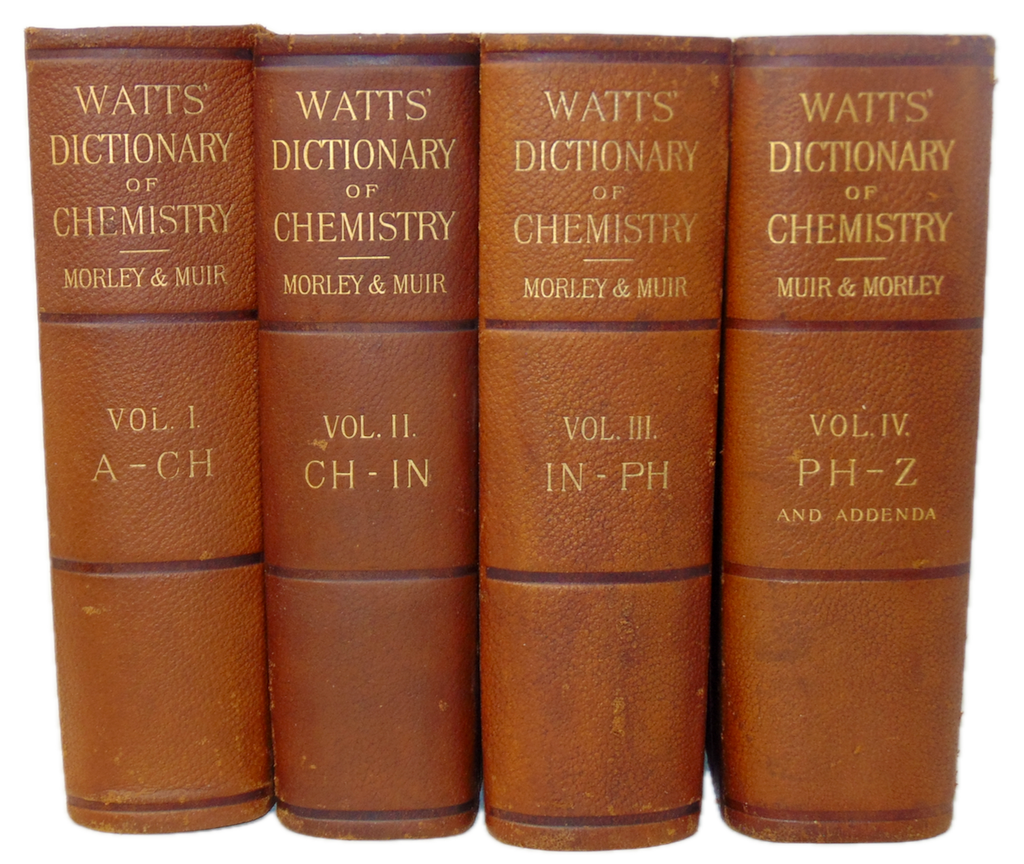 WATTS'
DICTIONARY
OF
CHEMISTRY
MORLEY & MUIR
VOL. I.
A - CH
WATTS'
DICTIONARY
OF
CHEMISTRY
MORLEY & MUIR
VOL. II.
CH - IN
WATTS'
DICTIONARY
OF
CHEMISTRY
MORLEY & MUIR
VOL. III.
IN - PH
WATTS'
DICTIONARY
OF
CHEMISTRY
MUIR & MORLEY
VOL. IV.
PH - Z
AND ADDENDA